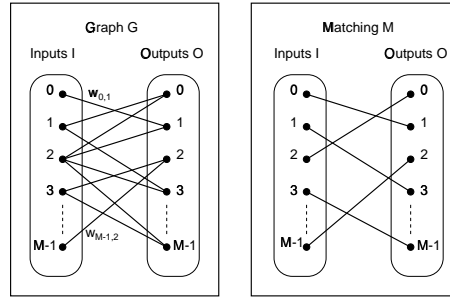 Graph G
Inputs I Outputs O
0 w0,1 0
1 1
2 2
3 3
M-1 wM-1,2 M-1
Matching M
Inputs I Outputs O
0 0
1 1
2 2
3 3
M-1 M-1